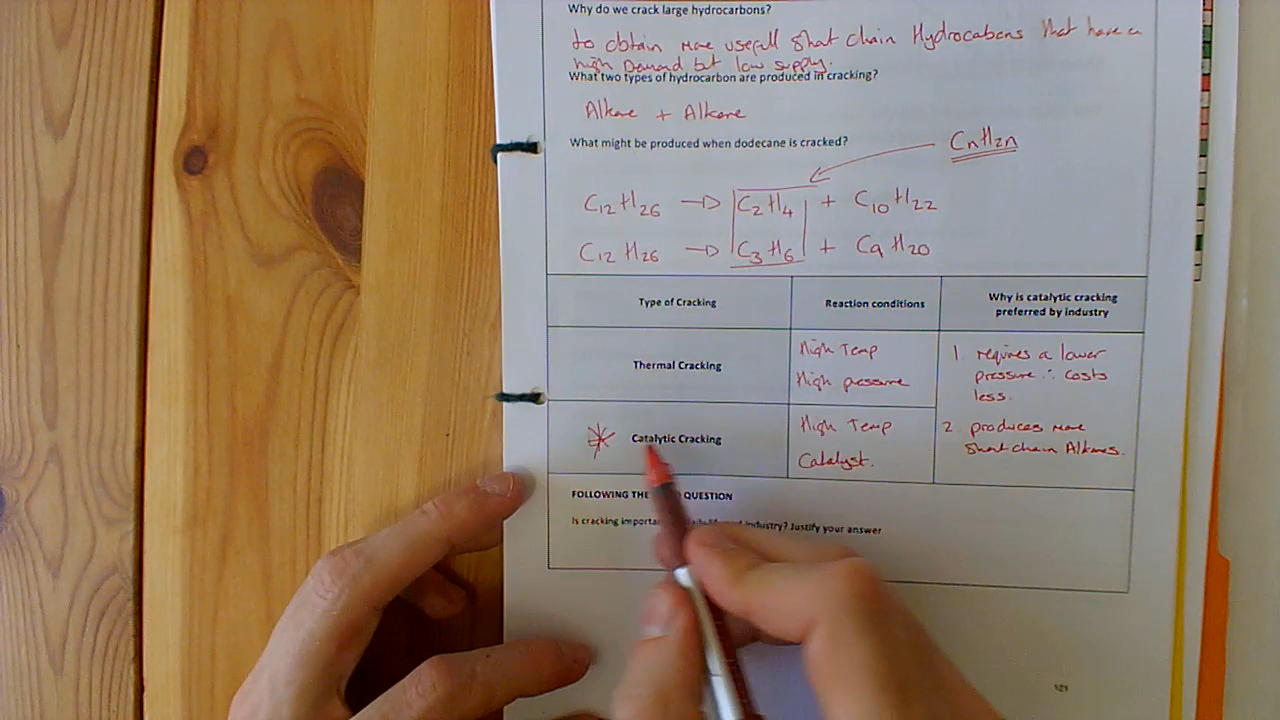 Why do we crack large hydrocarbons?
to obtain more usefull Short chain Hydrocabons that have a
high Demand but low supply.
What two types of hydrocarbon are produced in cracking?
Alkane + Alkene
CnH2n
What might be produced when dodecane is cracked?
C12H26 → C2H4 + C10H22
C12H26 → C3H6 + C9H20
Type of Cracking
Reaction conditions
Why is catalytic cracking
preferred by industry
Thermal Cracking
High Temp
High pressure
1 requires a lower
pressure ∴ costs
less.
Catalytic Cracking
High Temp
Catalyst.
2 produces more
Short chain Alkanes.
FOLLOWING THE QUESTION
Is cracking industry? Justify your answer
121